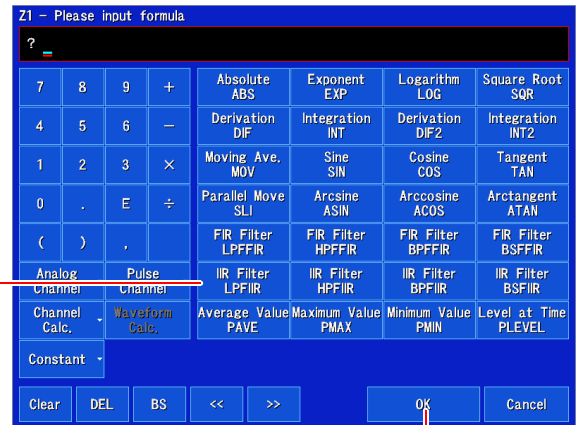 Z1 – Please input formula
?
7 8 9 + Absolute Exponent Logarithm Square Root
ABS EXP LOG SQR
4 5 6 – Derivation Integration Derivation Integration
DIF INT DIF2 INT2
1 2 3 × Moving Ave. Sine Cosine Tangent
MOV SIN COS TAN
0 . E ÷ Parallel Move Arcsine Arccosine Arctangent
SLI ASIN ACOS ATAN
( ) , FIR Filter FIR Filter FIR Filter FIR Filter
LPFFIR HPFFIR BPFFIR BSFFIR
Analog Pulse IIR Filter IIR Filter IIR Filter IIR Filter
Channel Channel LPFIIR HPFIIR BPFIIR BSFIIR
Channel Waveform Average Value Maximum Value Minimum Value Level at Time
Calc. Calc. PAVE PMAX PMIN PLEVEL
Constant
Clear DEL BS << >> OK Cancel